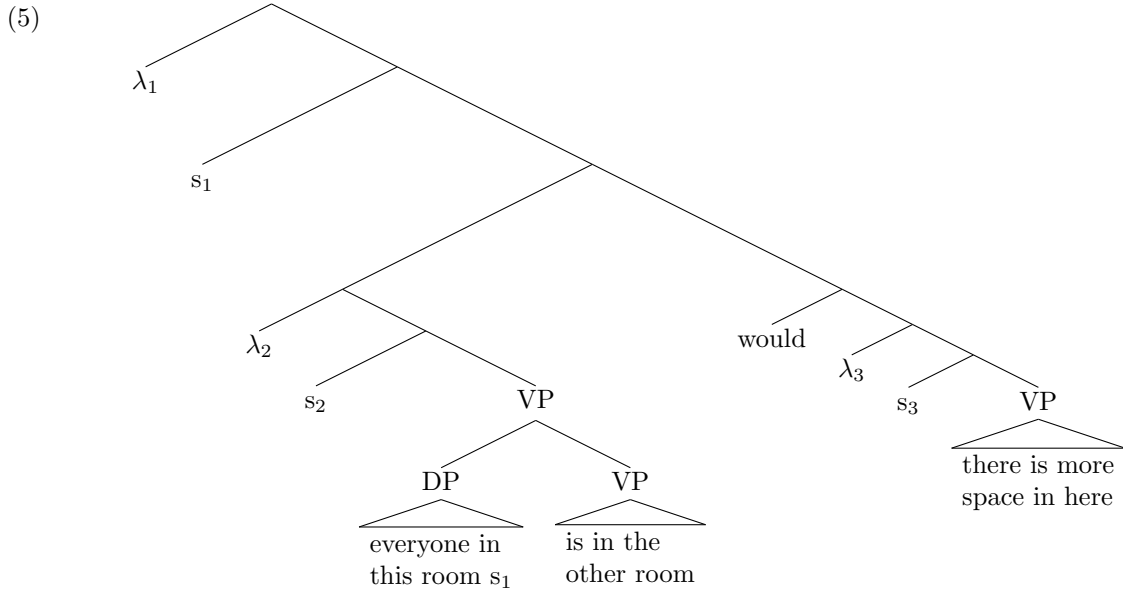 (5)
λ₁
s₁
λ₂
s₂
VP
DP
everyone in
this room s₁
VP
is in the
other room
would
λ₃
s₃
VP
there is more
space in here